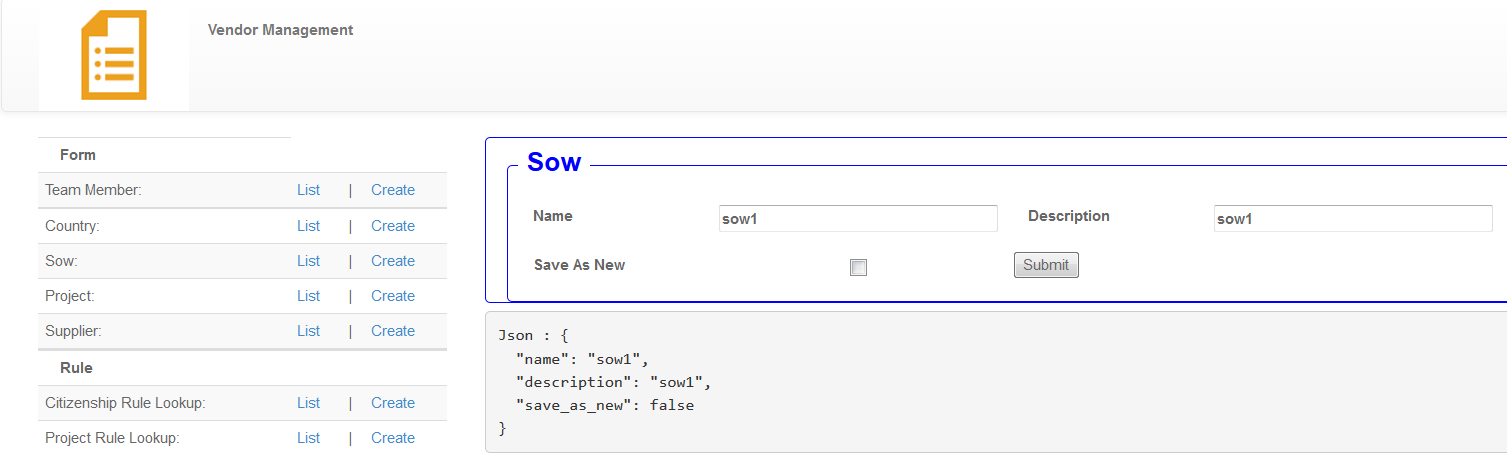 Vendor Management
Form
Team Member: List | Create
Country: List | Create
Sow: List | Create
Project: List | Create
Supplier: List | Create
Rule
Citizenship Rule Lookup: List | Create
Project Rule Lookup: List | Create
Sow
Name sow1 Description sow1
Save As New Submit
Json : {
  "name": "sow1",
  "description": "sow1",
  "save_as_new": false
}